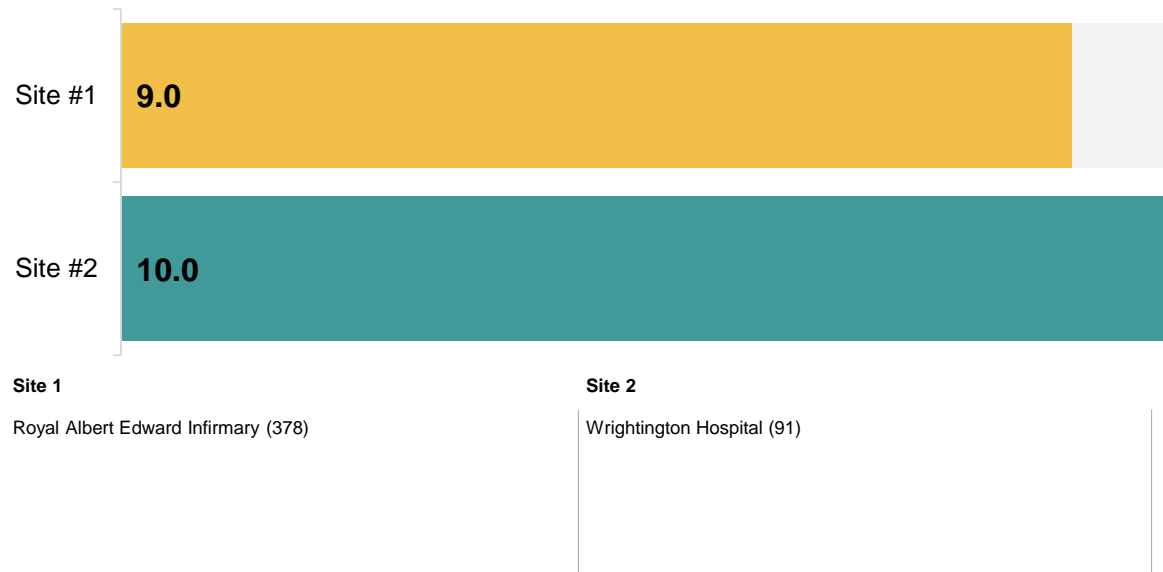 Site #1
9.0
Site #2
10.0
Site 1
Royal Albert Edward Infirmary (378)
Site 2
Wrightington Hospital (91)